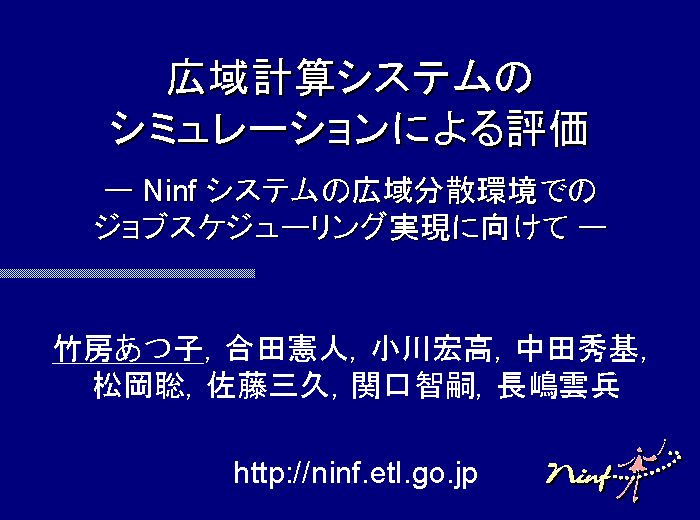 広域計算システムの
シミュレーションによる評価
― Ninf システムの広域分散環境での
ジョブスケジューリング実現に向けて ―
竹房あつ子, 合田憲人, 小川宏高, 中田秀基,
松岡聡, 佐藤三久, 関口智嗣, 長嶋雲兵
http://ninf.etl.go.jp
Ninf